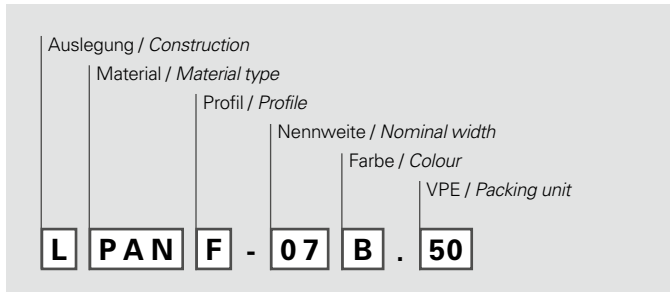 Auslegung / Construction
Material / Material type
Profil / Profile
Nennweite / Nominal width
Farbe / Colour
VPE / Packing unit
L PAN F - 07 B . 50